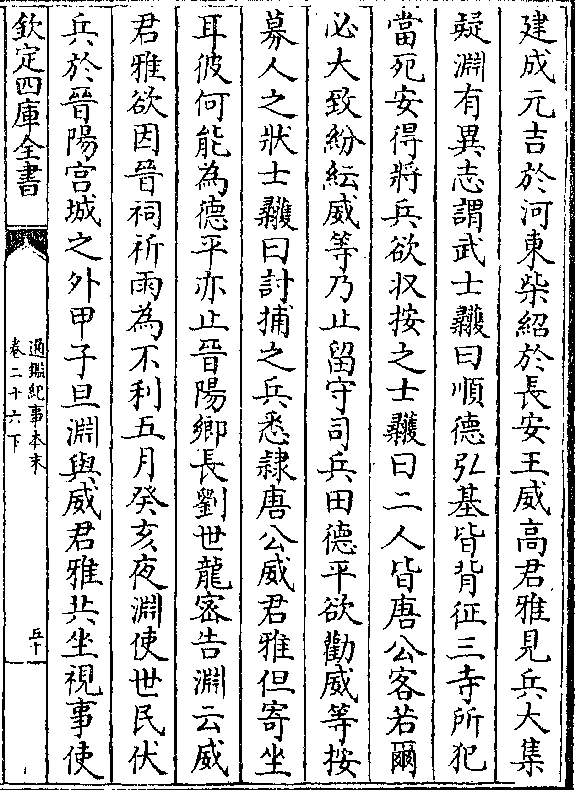 建成元吉於河東柴紹於長安王威高君雅見兵大集
疑淵有異志謂武士彠曰順德弘基皆背征三寺所犯
當死安得將兵欲収按之士彠曰二人皆唐公客若爾
必大致紛紜威等乃止留守司兵田德平欲勸威等按
募人之狀士彠曰討捕之兵悉隷唐公威君雅但寄坐
耳彼何能為德平亦止晉陽鄉長劉世龍宻告淵云威
君雅欲因晉祠祈雨為不利五月癸亥夜淵使世民伏
兵於晉陽宫城之外甲子旦淵與威君雅共坐視事使
欽定四庫全書
通鑑紀事本末
卷二十六下
五十